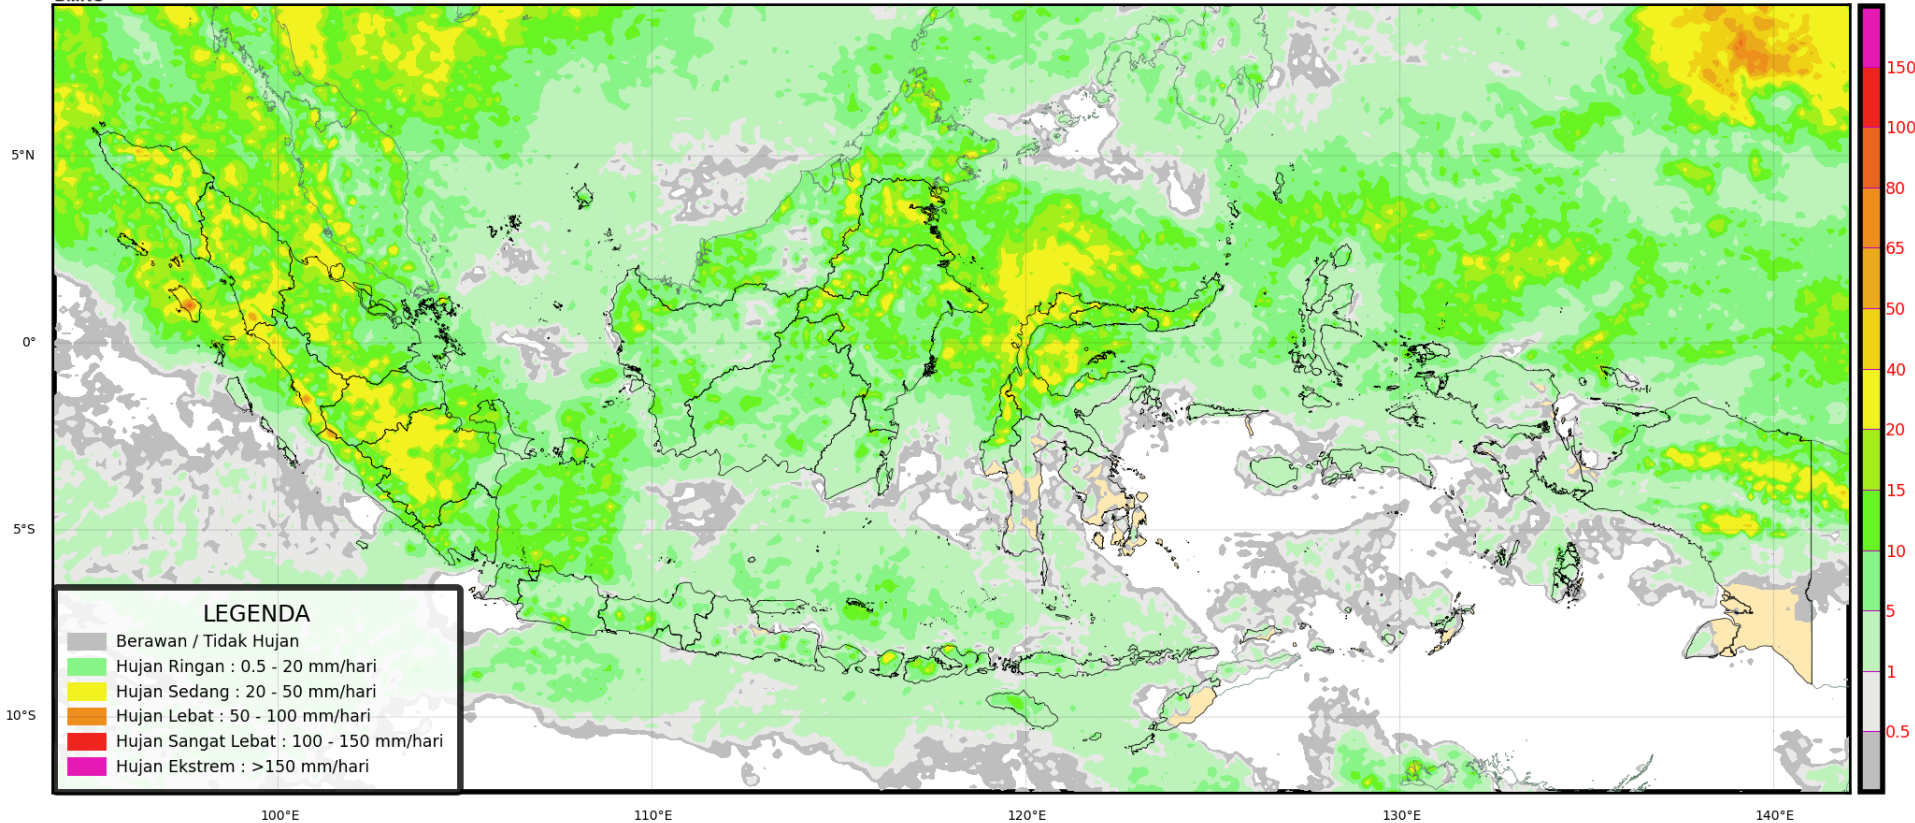 5°N
0°
5°S
10°S
100°E
110°E
120°E
130°E
140°E
LEGENDA
Berawan / Tidak Hujan
Hujan Ringan : 0.5 - 20 mm/hari
Hujan Sedang : 20 - 50 mm/hari
Hujan Lebat : 50 - 100 mm/hari
Hujan Sangat Lebat : 100 - 150 mm/hari
Hujan Ekstrem : >150 mm/hari
150
100
80
65
50
40
20
15
10
5
1
0.5